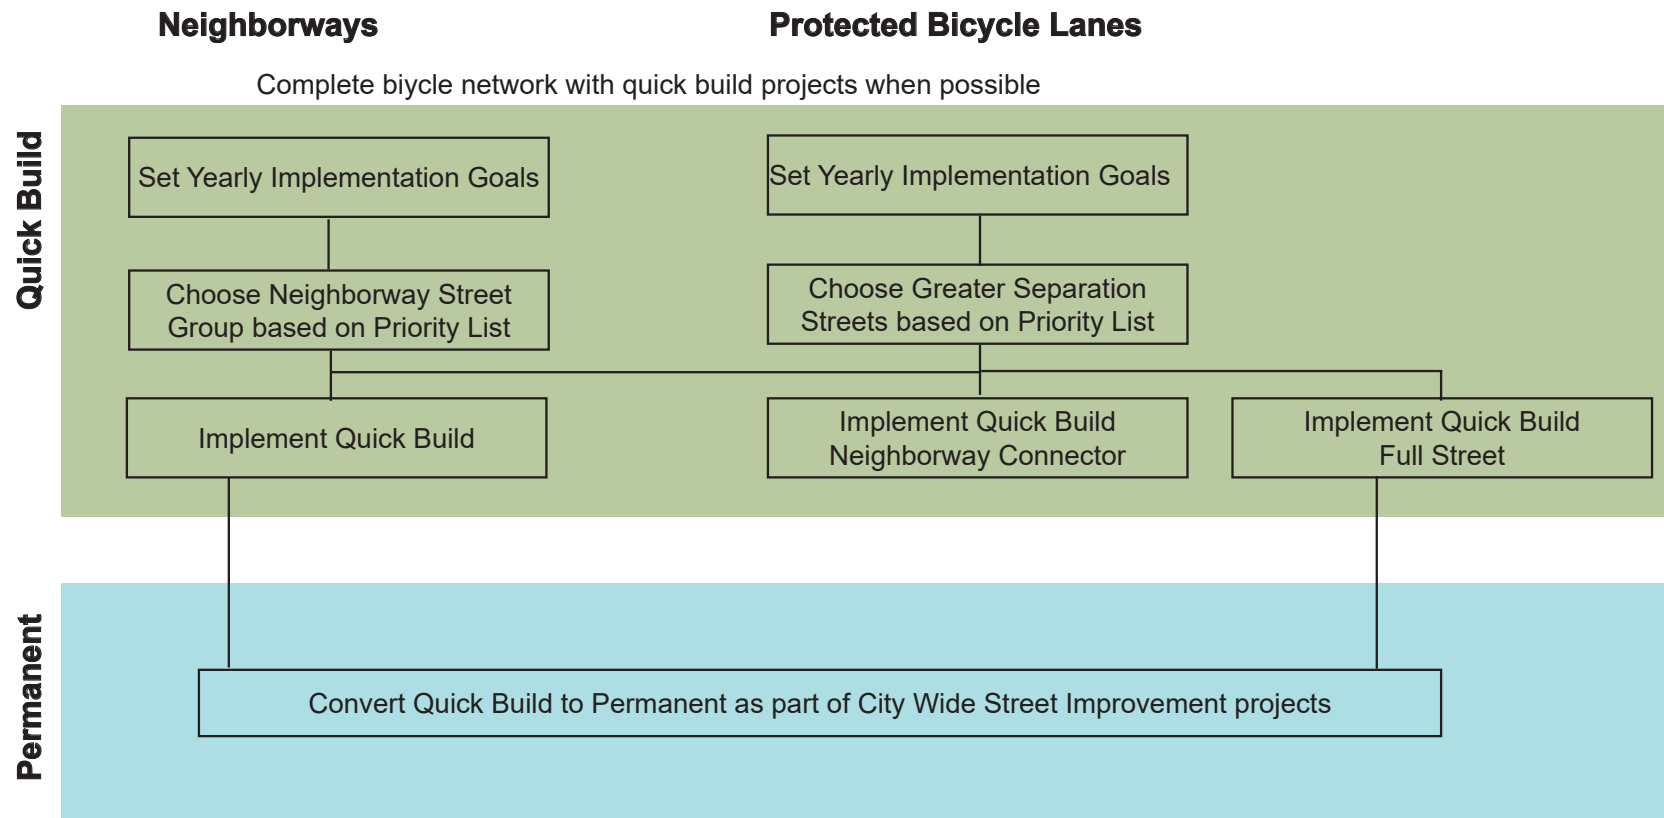 Neighborways
Protected Bicycle Lanes
Complete biycle network with quick build projects when possible
Quick Build
Set Yearly Implementation Goals
Set Yearly Implementation Goals
Choose Neighborway Street
Group based on Priority List
Choose Greater Separation
Streets based on Priority List
Implement Quick Build
Implement Quick Build
Neighborway Connector
Implement Quick Build
Full Street
Permanent
Convert Quick Build to Permanent as part of City Wide Street Improvement projects